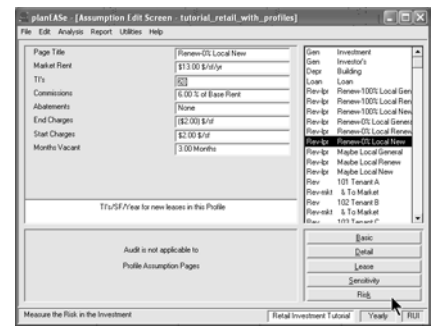 planEASe - [Assumption Edit Screen - tutorial_retail_with_profiles]
File Edit Analysis Report Utilities Help
Page Title Renew-0% Local New
Market Rent $13.00 $/sf/yr
TI's
Commissions 6.00 % of Base Rent
Abatements None
End Charges ($2.00) $/sf
Start Charges $2.00 $/sf
Months Vacant 3.00 Months
Gen Investment
Gen Investor's
Depr Building
Loan Loan
Rev-lpr Renew-100% Local Gen
Rev-lpr Renew-100% Local Ren
Rev-lpr Renew-100% Local New
Rev-lpr Renew-0% Local General
Rev-lpr Renew-0% Local Renew
Rev-lpr Renew-0% Local New
Rev-lpr Maybe Local General
Rev-lpr Maybe Local Renew
Rev-lpr Maybe Local New
Rev 101 Tenant A
Rev-mkt & To Market
Rev 102 Tenant B
Rev-mkt & To Market
Rev 103 Tenant C
TI's/SF/Year for new leases in this Profile
Audit is not applicable to
Profile Assumption Pages
Basic
Detail
Lease
Sensitivity
Risk
Measure the Risk in the Investment Retail Investment Tutorial Yearly RUI